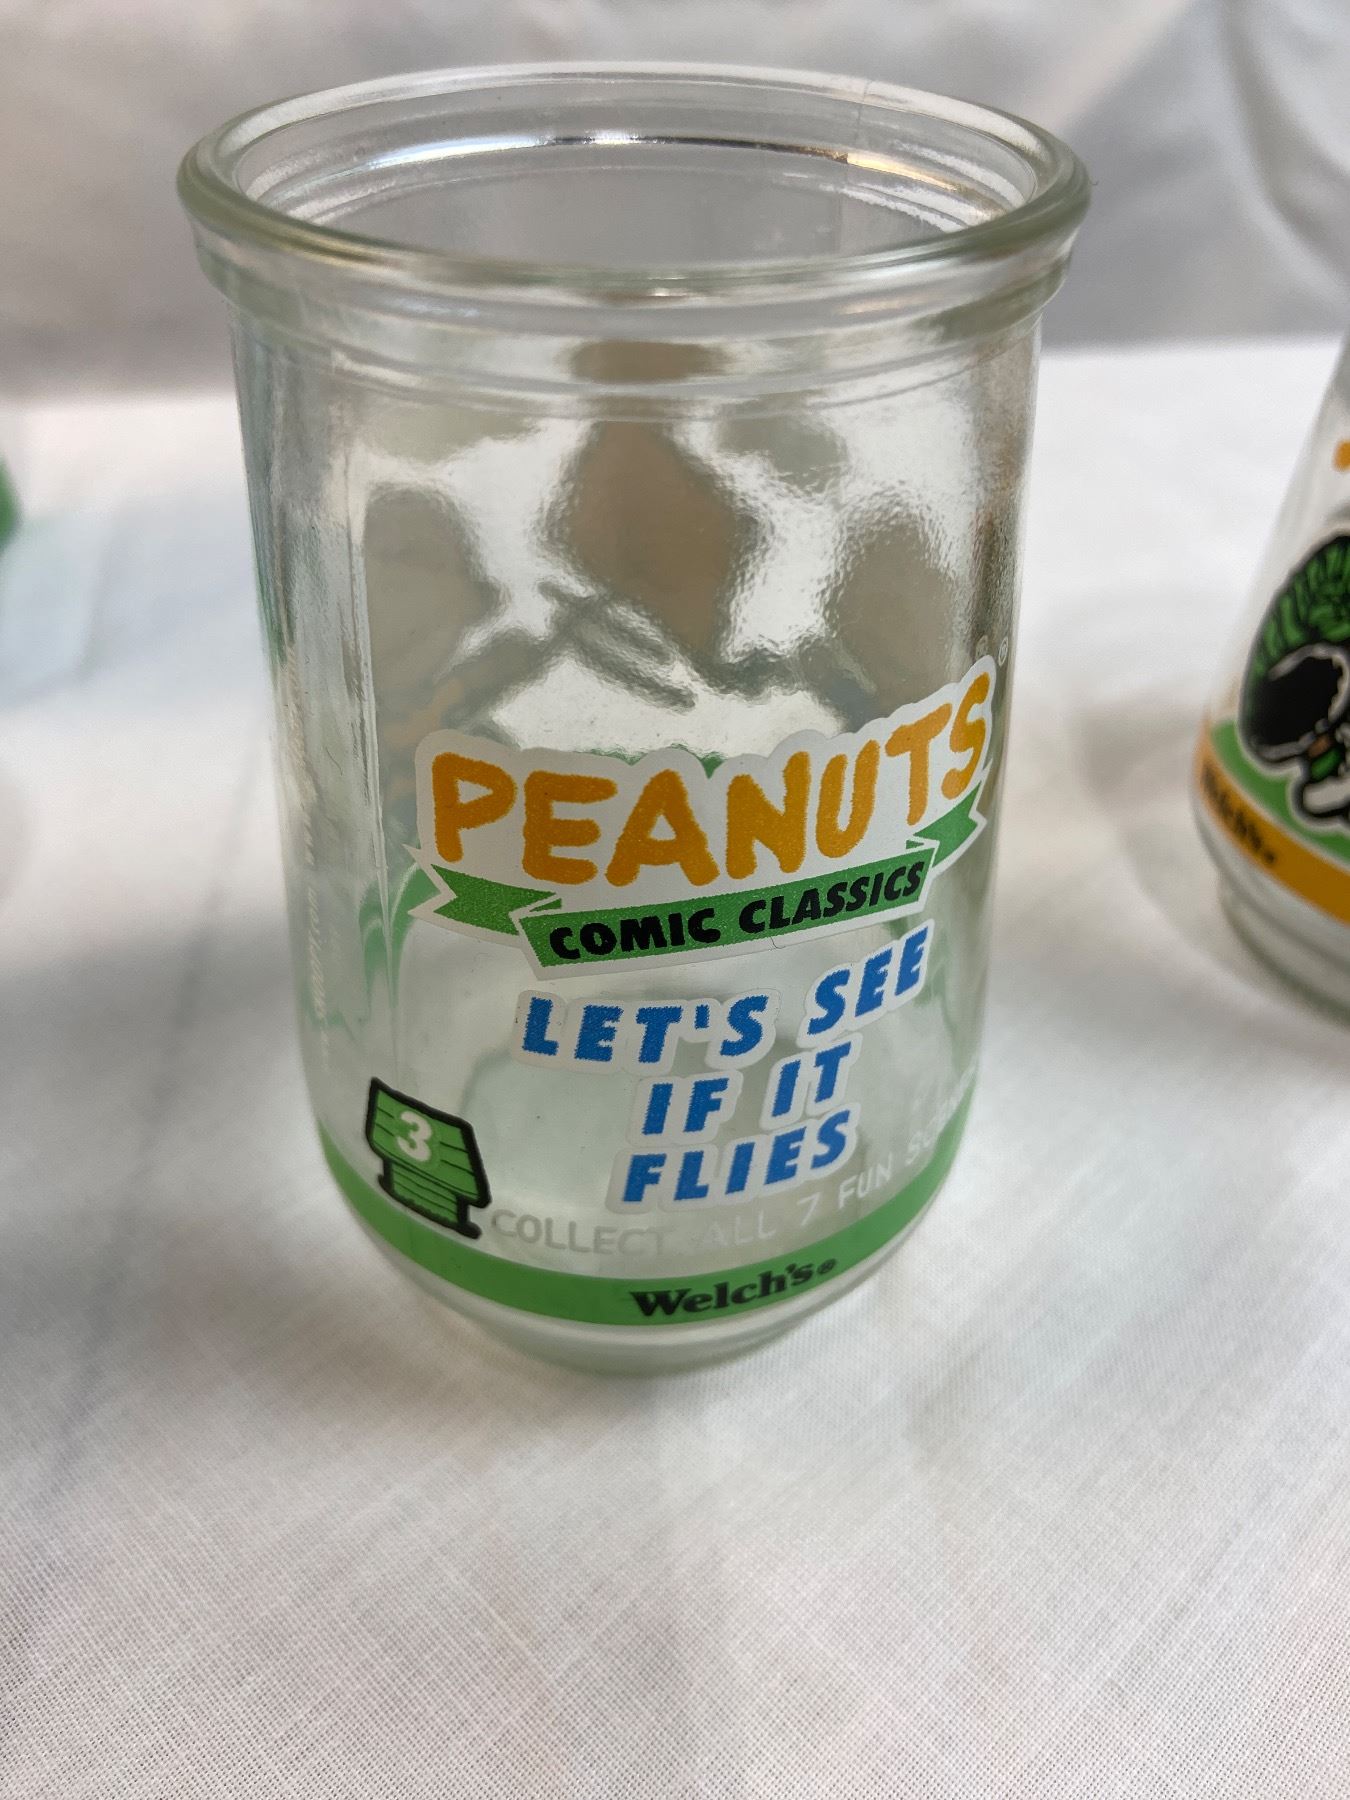 PEANUTS®
COMIC CLASSICS
LET'S SEE
IF IT
FLIES
3
COLLECT ALL 7 FUN
Welch's®